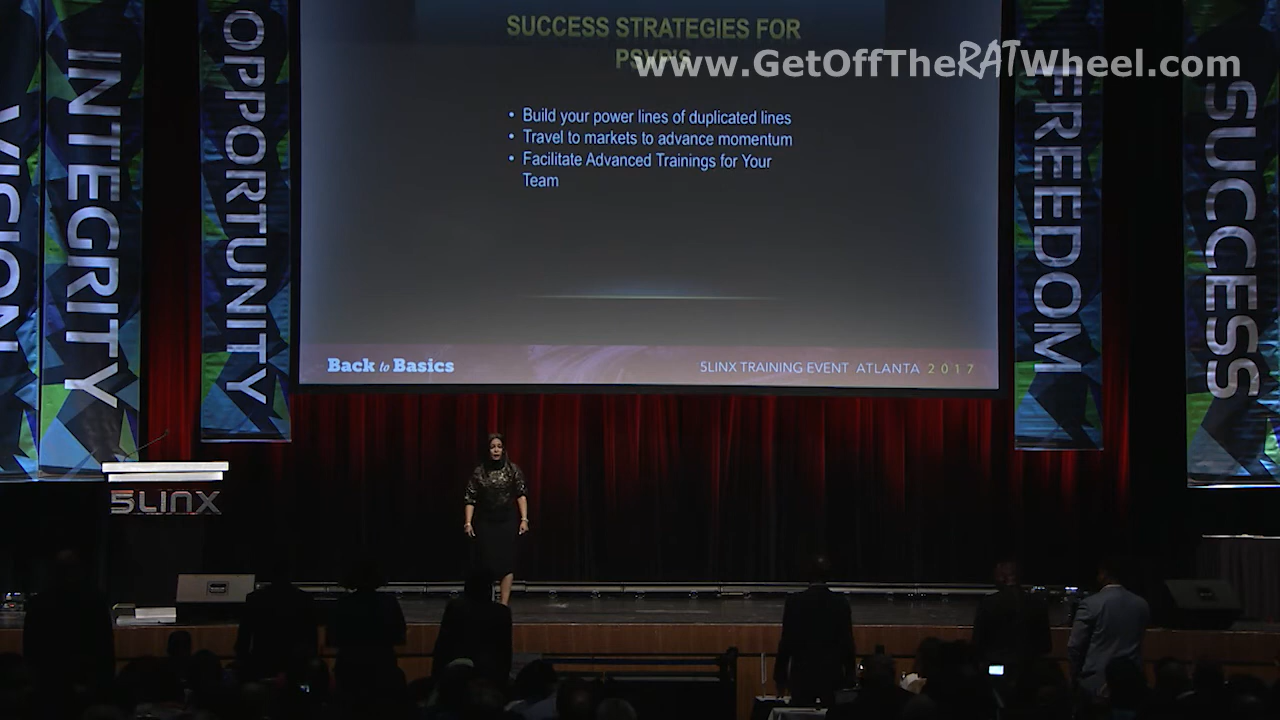 SUCCESS STRATEGIES FOR
www.GetOffTheRATWheel.com
• Build your power lines of duplicated lines
• Travel to markets to advance momentum
• Facilitate Advanced Trainings for Your
Team
Back to Basics
5LINX TRAINING EVENT ATLANTA 2017
VISION
INTEGRITY
OPPORTUNITY
FREEDOM
SUCCESS
5LINX